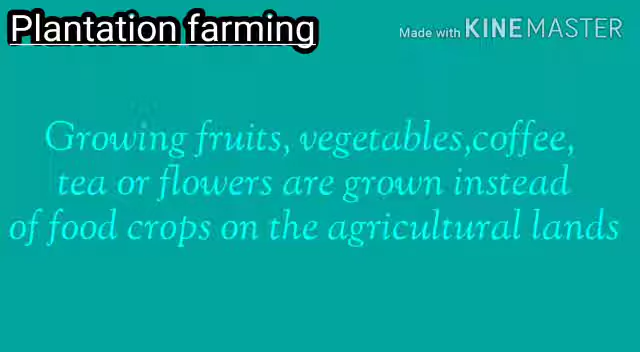 Plantation farming
Made with KINEMASTER
Growing fruits, vegetables,coffee,
tea or flowers are grown instead
of food crops on the agricultural lands